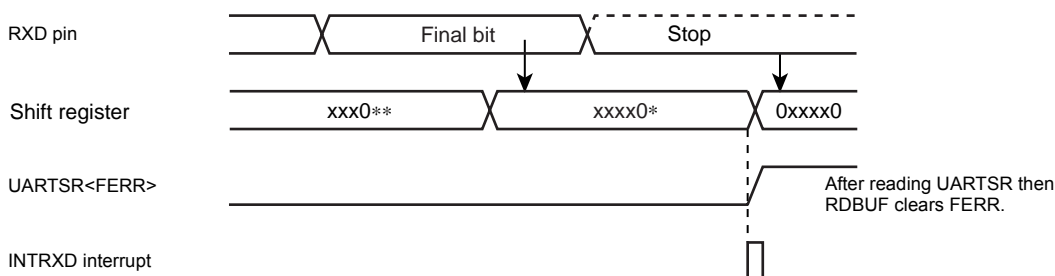 RXD pin
Final bit
Stop
Shift register
xxx0**
xxxx0*
0xxxx0
UARTSR<FERR>
After reading UARTSR then
RDBUF clears FERR.
INTRXD interrupt